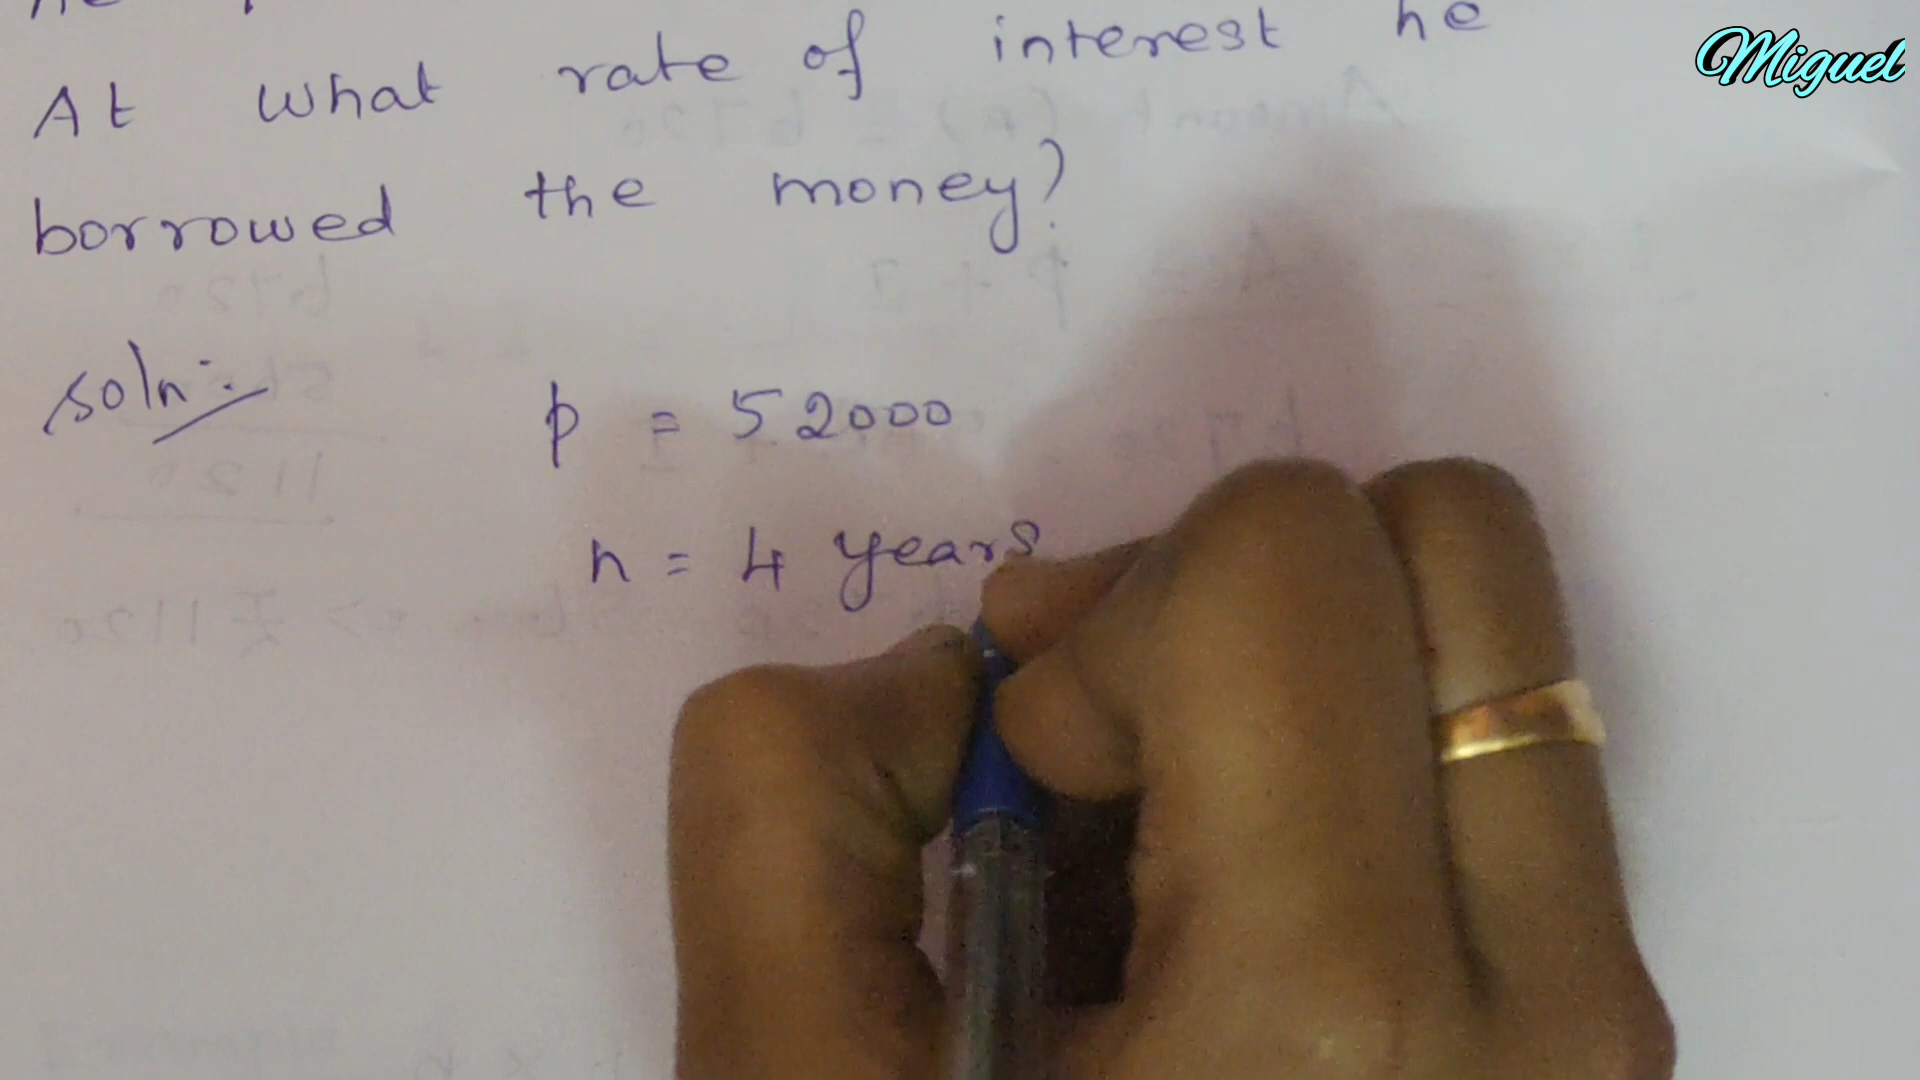 At what rate of interest he
borrowed the money?
soln:
p = 52000
n = 4 years
Miguel